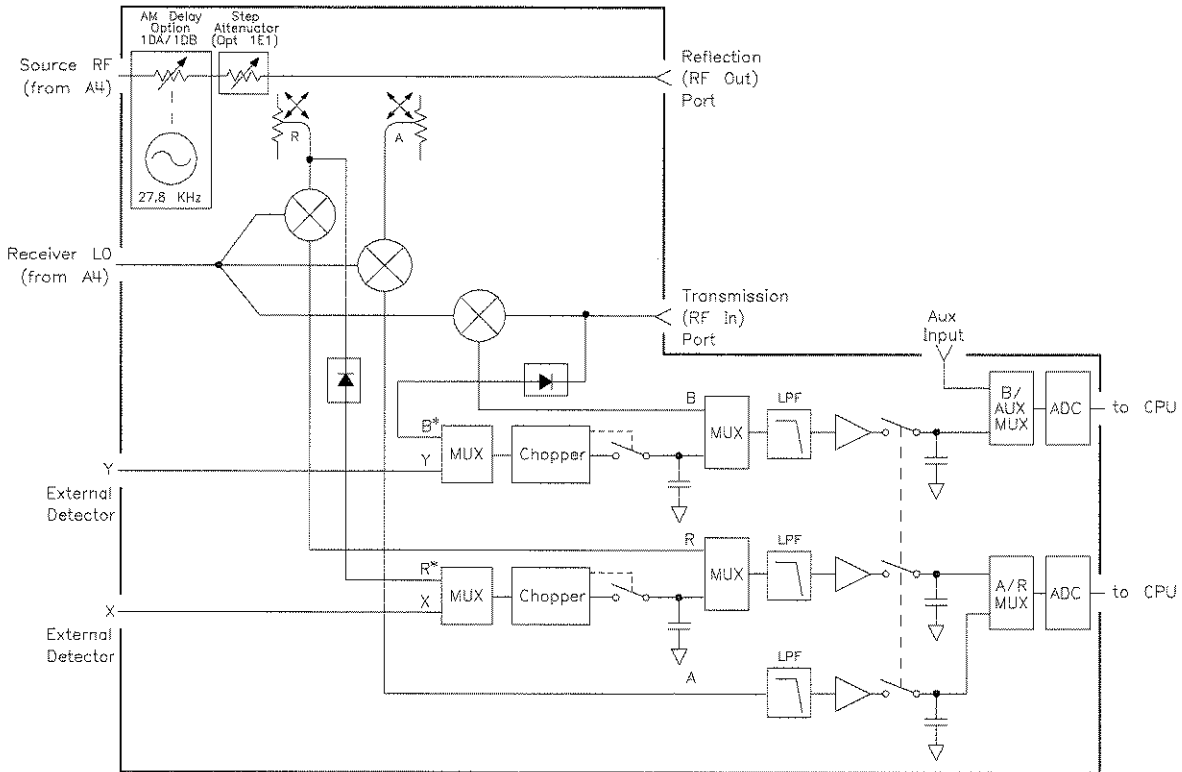 AM Delay
Option
1DA/1DB
Step
Attenuator
(Opt 1E1)
Source RF
(from A4)
Reflection
(RF Out)
Port
R
A
27.8 KHz
Receiver LO
(from A4)
Transmission
(RF In)
Port
Aux
Input
B
LPF
B/
AUX
MUX
ADC
to CPU
B*
Y
MUX
Chopper
MUX
Y
External
Detector
R
LPF
R*
X
MUX
Chopper
MUX
A/R
MUX
ADC
to CPU
X
External
Detector
A
LPF